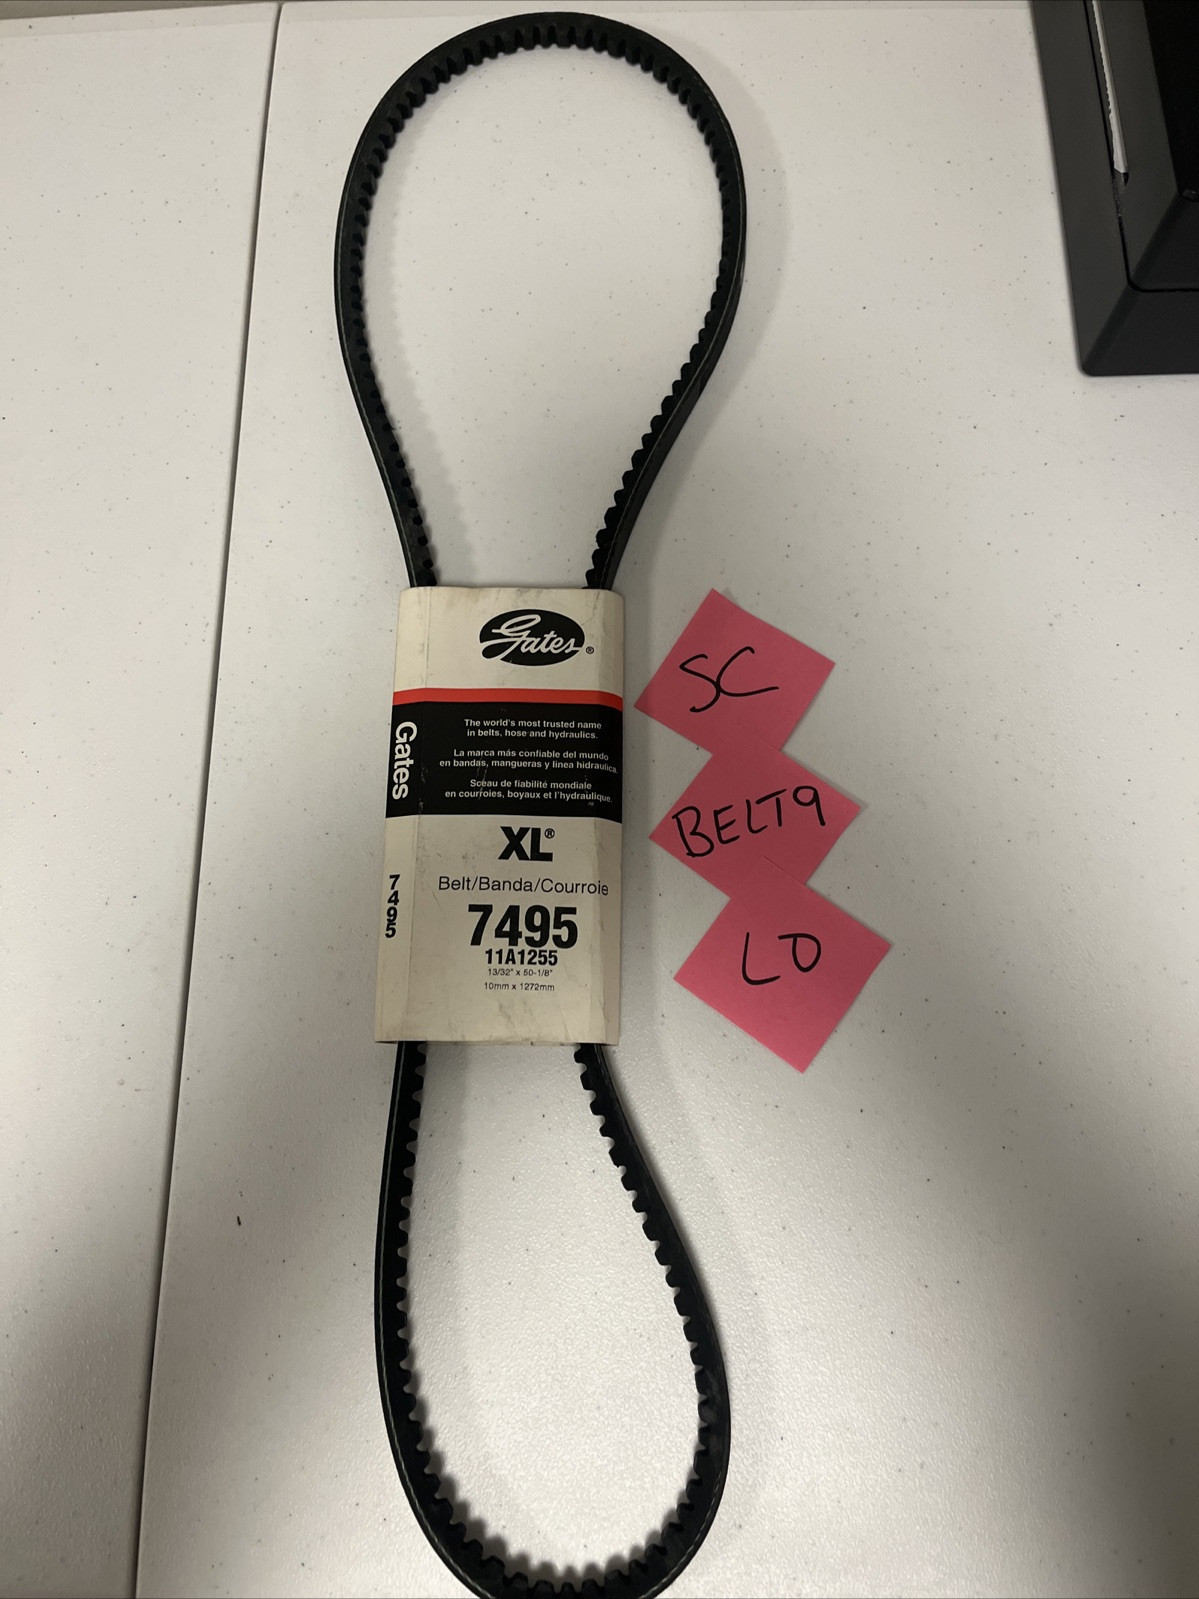 Gates®
The world's most trusted name
in belts, hose and hydraulics.
La marca más confiable del mundo
en bandas, mangueras y linea hidraulica.
Sceau de fiabilité mondiale
en courroies, boyaux et l'hydraulique.
XL®
Belt/Banda/Courroie
7495
11A1255
13/32" x 50-1/8"
10mm x 1272mm
Gates
7495
SC
BELT9
LO